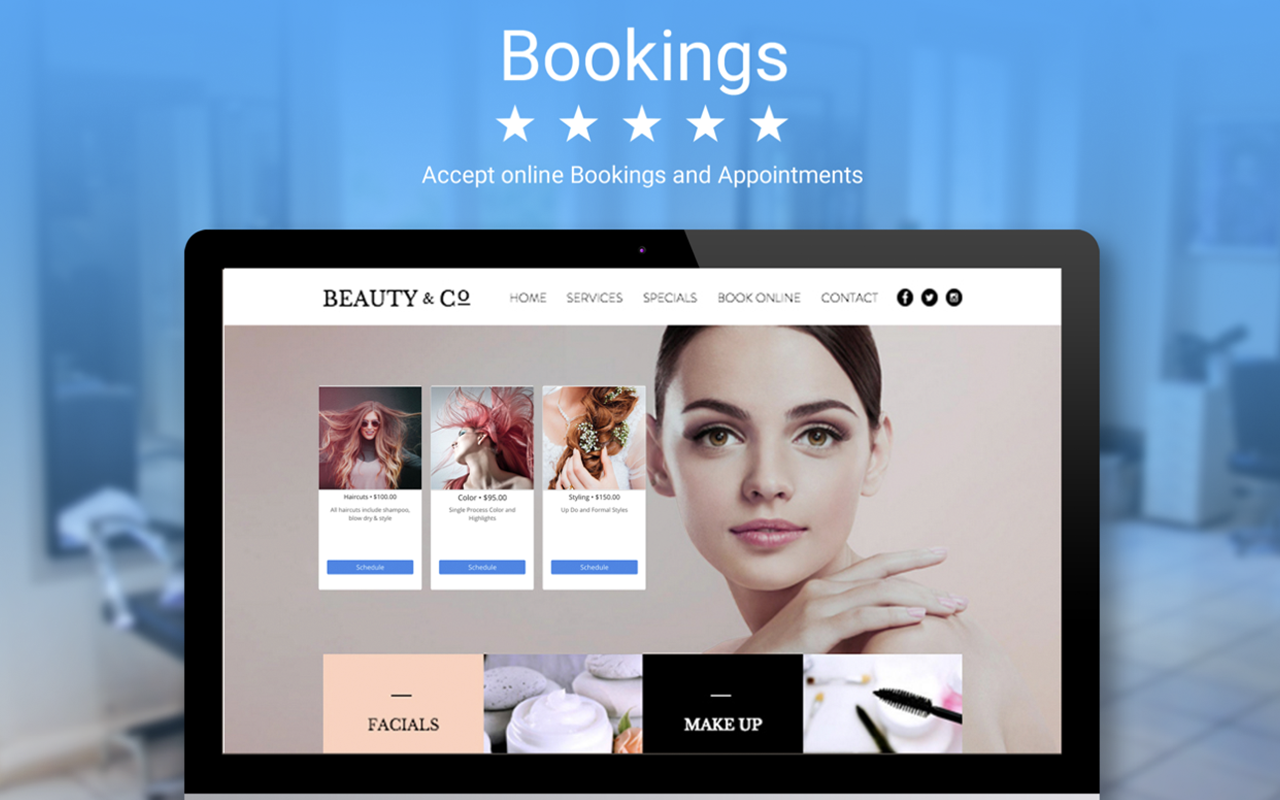 Bookings
Accept online Bookings and Appointments
BEAUTY & Co
HOME SERVICES SPECIALS BOOK ONLINE CONTACT
Haircuts • $100.00
All haircuts include shampoo,
blow dry & style
Schedule
Color • $95.00
Single Process Color and
Highlights
Schedule
Styling • $150.00
Up Do and Formal Styles
Schedule
FACIALS
MAKE UP